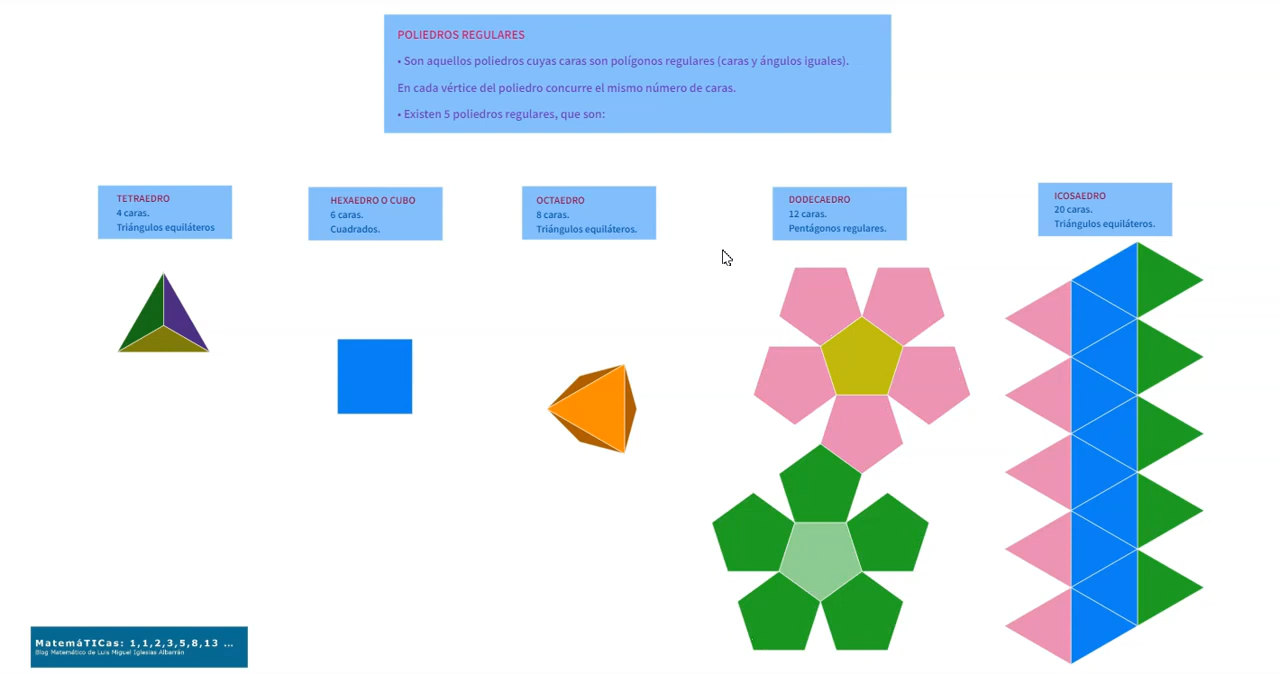 POLIEDROS REGULARES
• Son aquellos poliedros cuyas caras son polígonos regulares (caras y ángulos iguales).
En cada vértice del poliedro concurre el mismo número de caras.
• Existen 5 poliedros regulares, que son:
TETRAEDRO
4 caras.
Triángulos equiláteros
HEXAEDRO O CUBO
6 caras.
Cuadrados.
OCTAEDRO
8 caras.
Triángulos equiláteros.
DODECAEDRO
12 caras.
Pentágonos regulares.
ICOSAEDRO
20 caras.
Triángulos equiláteros.
MatemáTICas: 1,1,2,3,5,8,13 ...
Blog Matemático de Luis Miguel Iglesias Albarrán